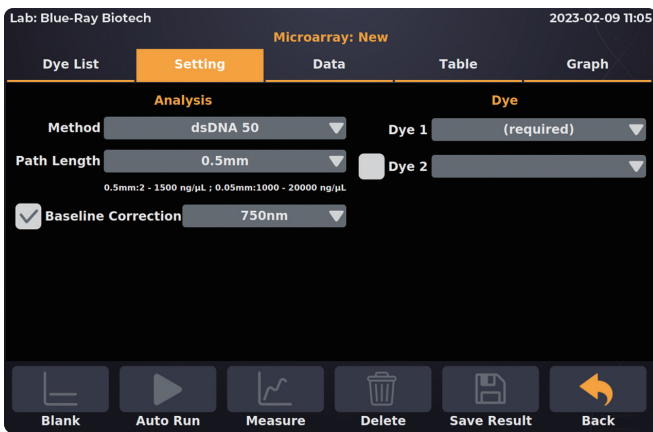 Lab: Blue-Ray Biotech 2023-02-09 11:05
Microarray: New
Dye List Setting Data Table Graph
Analysis Dye
Method dsDNA 50 Dye 1 (required)
Path Length 0.5mm Dye 2
0.5mm:2 - 1500 ng/µL ; 0.05mm:1000 - 20000 ng/µL
Baseline Correction 750nm
Blank Auto Run Measure Delete Save Result Back